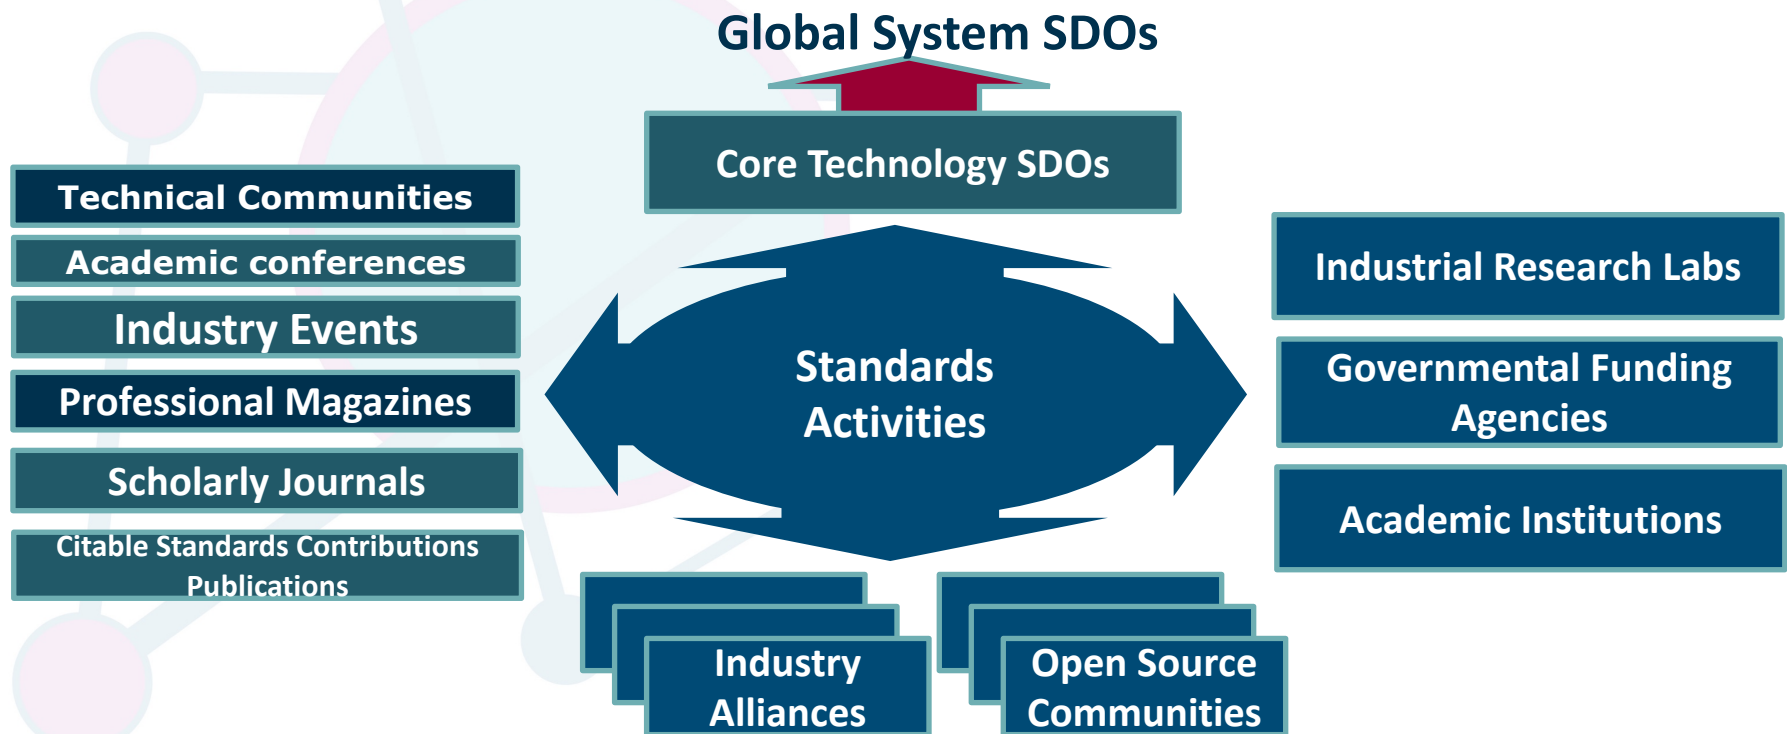 Global System SDOs
Core Technology SDOs
Technical Communities
Academic conferences
Industry Events
Professional Magazines
Scholarly Journals
Citable Standards Contributions
Publications
Standards
Activities
Industrial Research Labs
Governmental Funding
Agencies
Academic Institutions
Industry
Alliances
Open Source
Communities